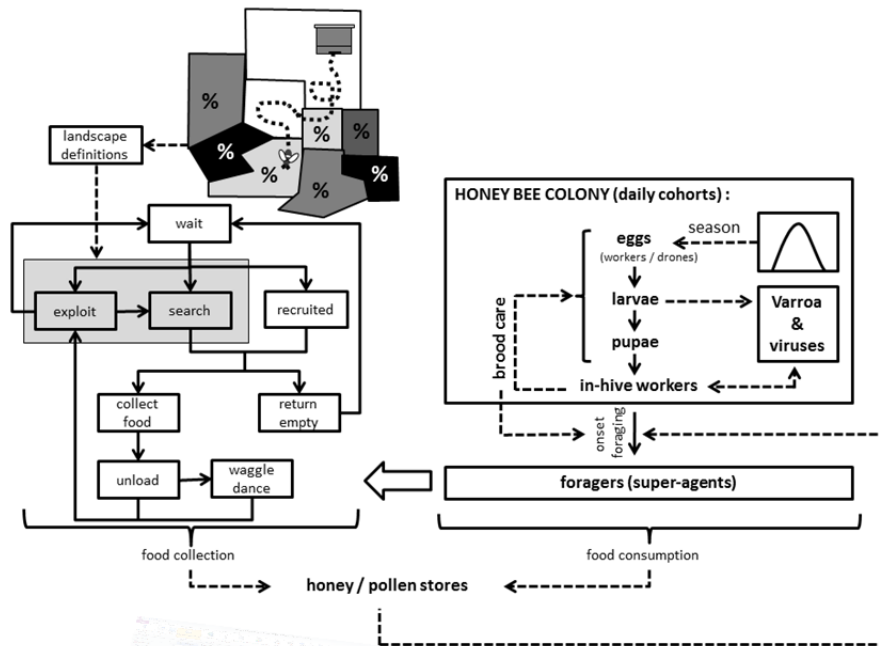 %
%
%
%
%
%
landscape
definitions
wait
exploit
search
recruited
collect
food
return
empty
unload
waggle
dance
food collection
HONEY BEE COLONY (daily cohorts) :
eggs
(workers / drones)
season
larvae
pupae
in-hive workers
Varroa
&
viruses
brood care
onset
foraging
foragers (super-agents)
food consumption
honey / pollen stores